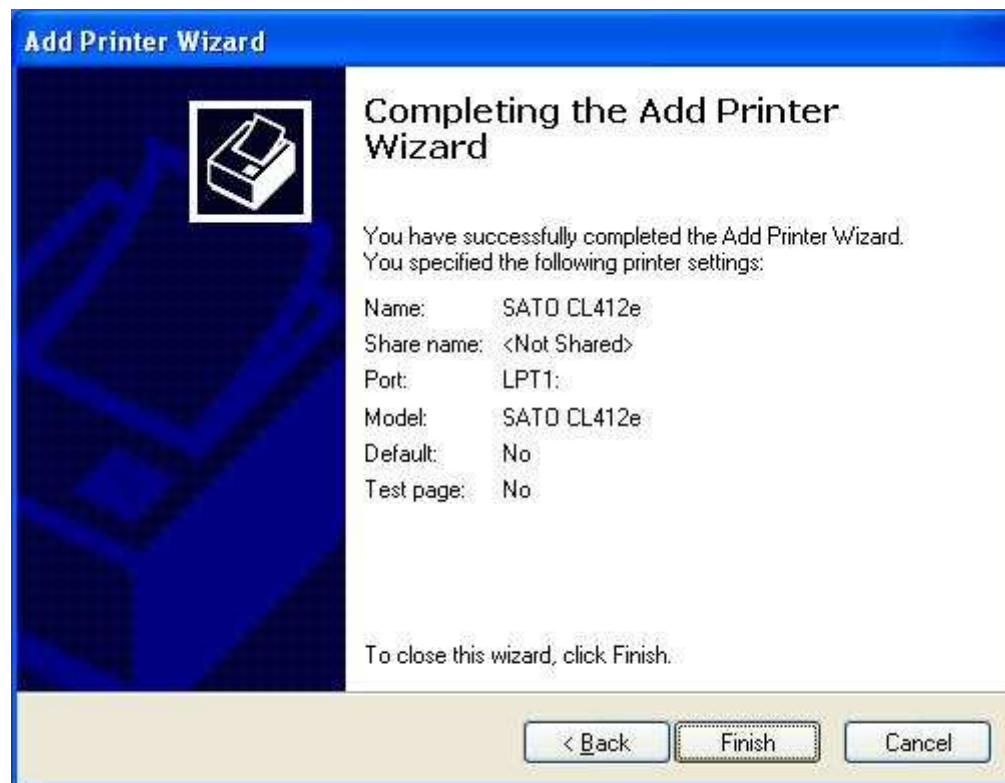 Add Printer Wizard
Completing the Add Printer
Wizard
You have successfully completed the Add Printer Wizard.
You specified the following printer settings:
Name: SATO CL412e
Share name: <Not Shared>
Port: LPT1:
Model: SATO CL412e
Default: No
Test page: No
To close this wizard, click Finish.
< Back Finish Cancel